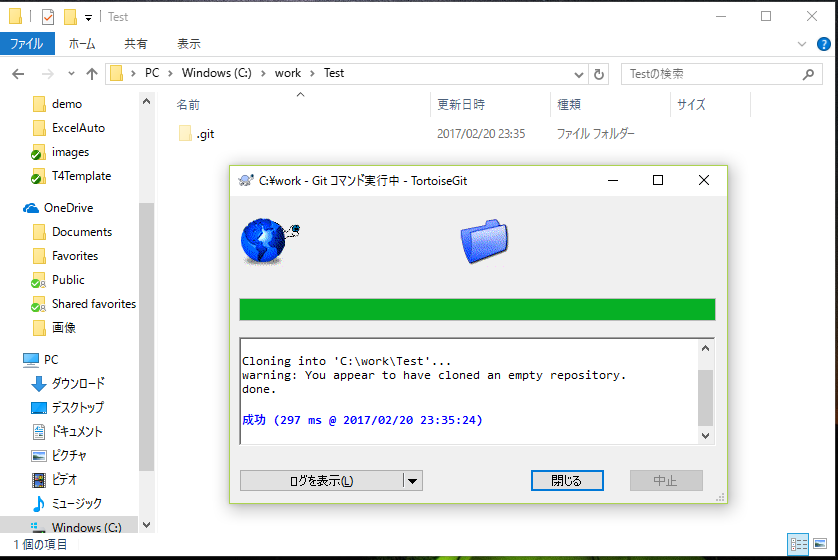 Test
ファイル ホーム 共有 表示
PC Windows (C:) work Test Testの検索
名前 更新日時 種類 サイズ
.git 2017/02/20 23:35 ファイル フォルダー
demo
ExcelAuto
images
T4Template
OneDrive
Documents
Favorites
Public
Shared favorites
画像
PC
ダウンロード
デスクトップ
ドキュメント
ピクチャ
ビデオ
ミュージック
Windows (C:)
1 個の項目
C:¥work - Git コマンド実行中 - TortoiseGit
Cloning into 'C:\work\Test'...
warning: You appear to have cloned an empty repository.
done.
成功 (297 ms @ 2017/02/20 23:35:24)
ログを表示(L) 閉じる 中止